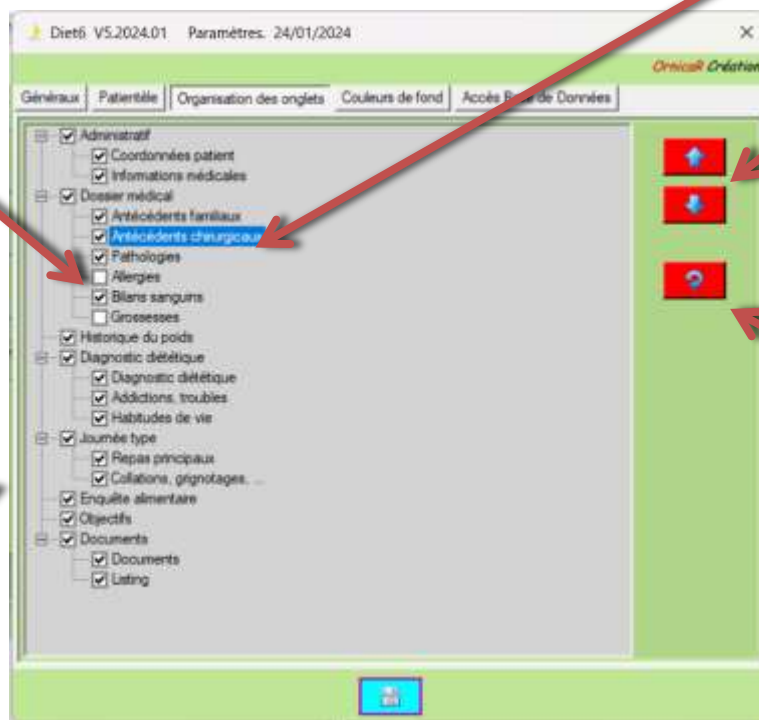 Diet6 V5.2024.01 Paramètres. 24/01/2024
OrnicaR Création
Généraux Patientèle Organisation des onglets Couleurs de fond Accès Base de Données
Administratif
Coordonnées patient
Informations médicales
Dossier médical
Antécédents familiaux
Antécédents chirurgicaux
Pathologies
Allergies
Bilans sanguins
Grossesses
Historique du poids
Diagnostic diététique
Diagnostic diététique
Addictions, troubles
Habitudes de vie
Journée type
Repas principaux
Collations, grignotages, ...
Enquête alimentaire
Objectifs
Documents
Documents
Listing